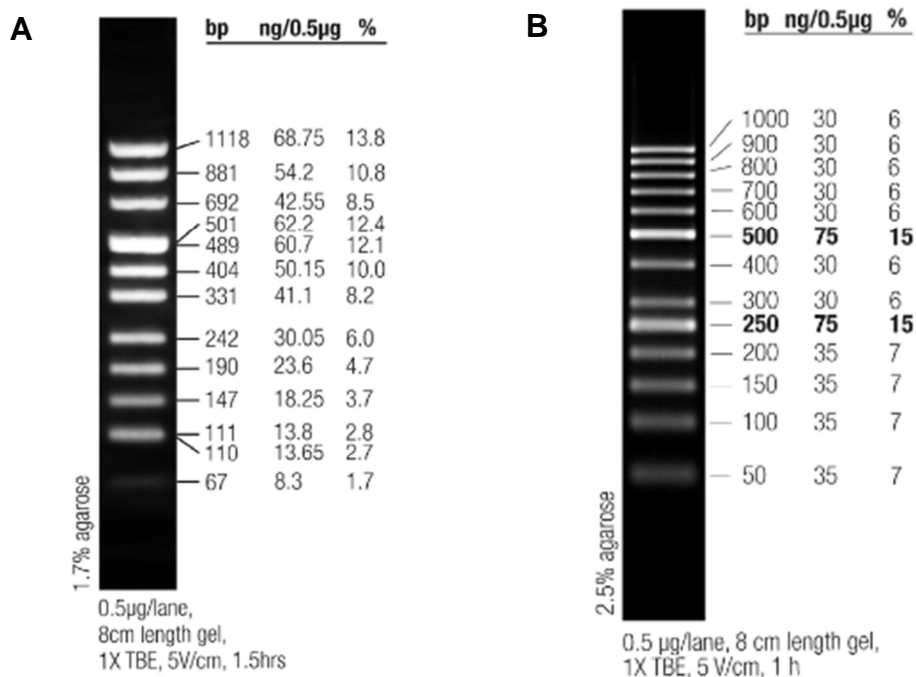 A
bp ng/0.5µg %
1118 68.75 13.8
881 54.2 10.8
692 42.55 8.5
501 62.2 12.4
489 60.7 12.1
404 50.15 10.0
331 41.1 8.2
242 30.05 6.0
190 23.6 4.7
147 18.25 3.7
111 13.8 2.8
110 13.65 2.7
67 8.3 1.7
1.7% agarose
0.5µg/lane,
8cm length gel,
1X TBE, 5V/cm, 1.5hrs
B
bp ng/0.5µg %
1000 30 6
900 30 6
800 30 6
700 30 6
600 30 6
500 75 15
400 30 6
300 30 6
250 75 15
200 35 7
150 35 7
100 35 7
50 35 7
2.5% agarose
0.5 µg/lane, 8 cm length gel,
1X TBE, 5 V/cm, 1 h